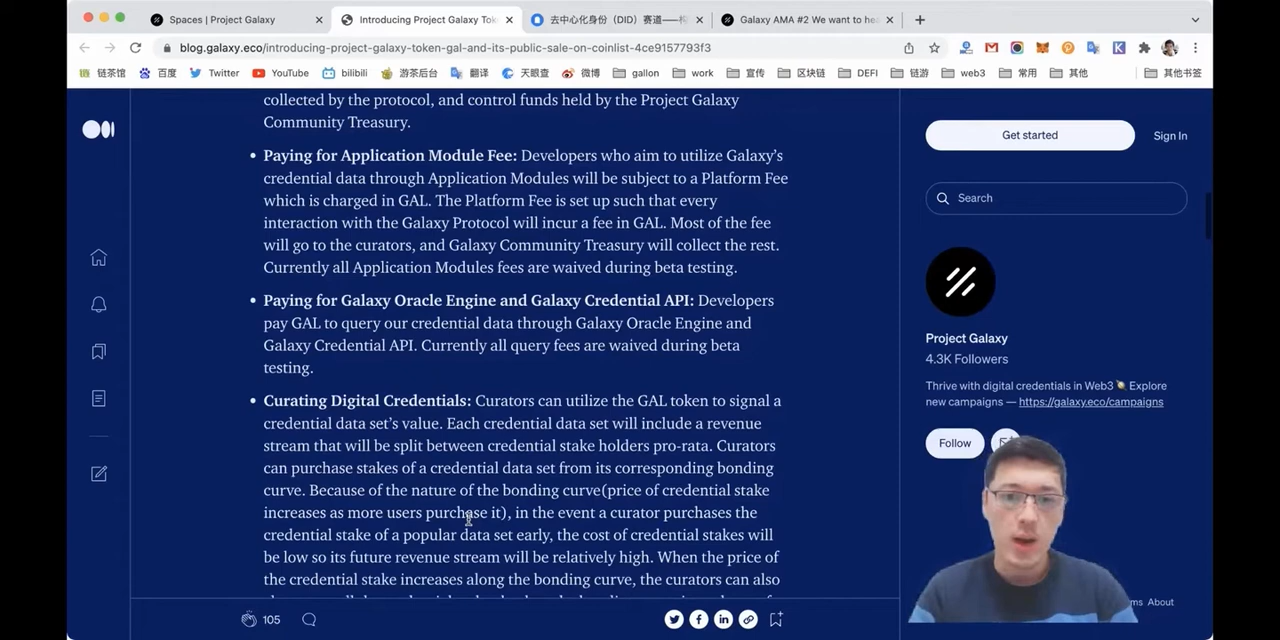 Spaces | Project Galaxy
Introducing Project Galaxy Tok
去中心化身份（DID）赛道——构
Galaxy AMA #2 We want to hea
blog.galaxy.eco/introducing-project-galaxy-token-gal-and-its-public-sale-on-coinlist-4ce9157793f3
链茶馆 百度 Twitter YouTube bilibili 游茶后台 翻译 天眼查 微博 gallon work 宣传 区块链 DEFI 链游 web3 常用 其他 其他书签
collected by the protocol, and control funds held by the Project Galaxy
Community Treasury.
• Paying for Application Module Fee: Developers who aim to utilize Galaxy’s
credential data through Application Modules will be subject to a Platform Fee
which is charged in GAL. The Platform Fee is set up such that every
interaction with the Galaxy Protocol will incur a fee in GAL. Most of the fee
will go to the curators, and Galaxy Community Treasury will collect the rest.
Currently all Application Modules fees are waived during beta testing.
• Paying for Galaxy Oracle Engine and Galaxy Credential API: Developers
pay GAL to query our credential data through Galaxy Oracle Engine and
Galaxy Credential API. Currently all query fees are waived during beta
testing.
• Curating Digital Credentials: Curators can utilize the GAL token to signal a
credential data set’s value. Each credential data set will include a revenue
stream that will be split between credential stake holders pro-rata. Curators
can purchase stakes of a credential data set from its corresponding bonding
curve. Because of the nature of the bonding curve(price of credential stake
increases as more users purchase it), in the event a curator purchases the
credential stake of a popular data set early, the cost of credential stakes will
be low so its future revenue stream will be relatively high. When the price of
the credential stake increases along the bonding curve, the curators can also
105
Get started
Sign In
Search
Project Galaxy
4.3K Followers
Thrive with digital credentials in Web3 Explore
new campaigns — https://galaxy.eco/campaigns
Follow
ms About